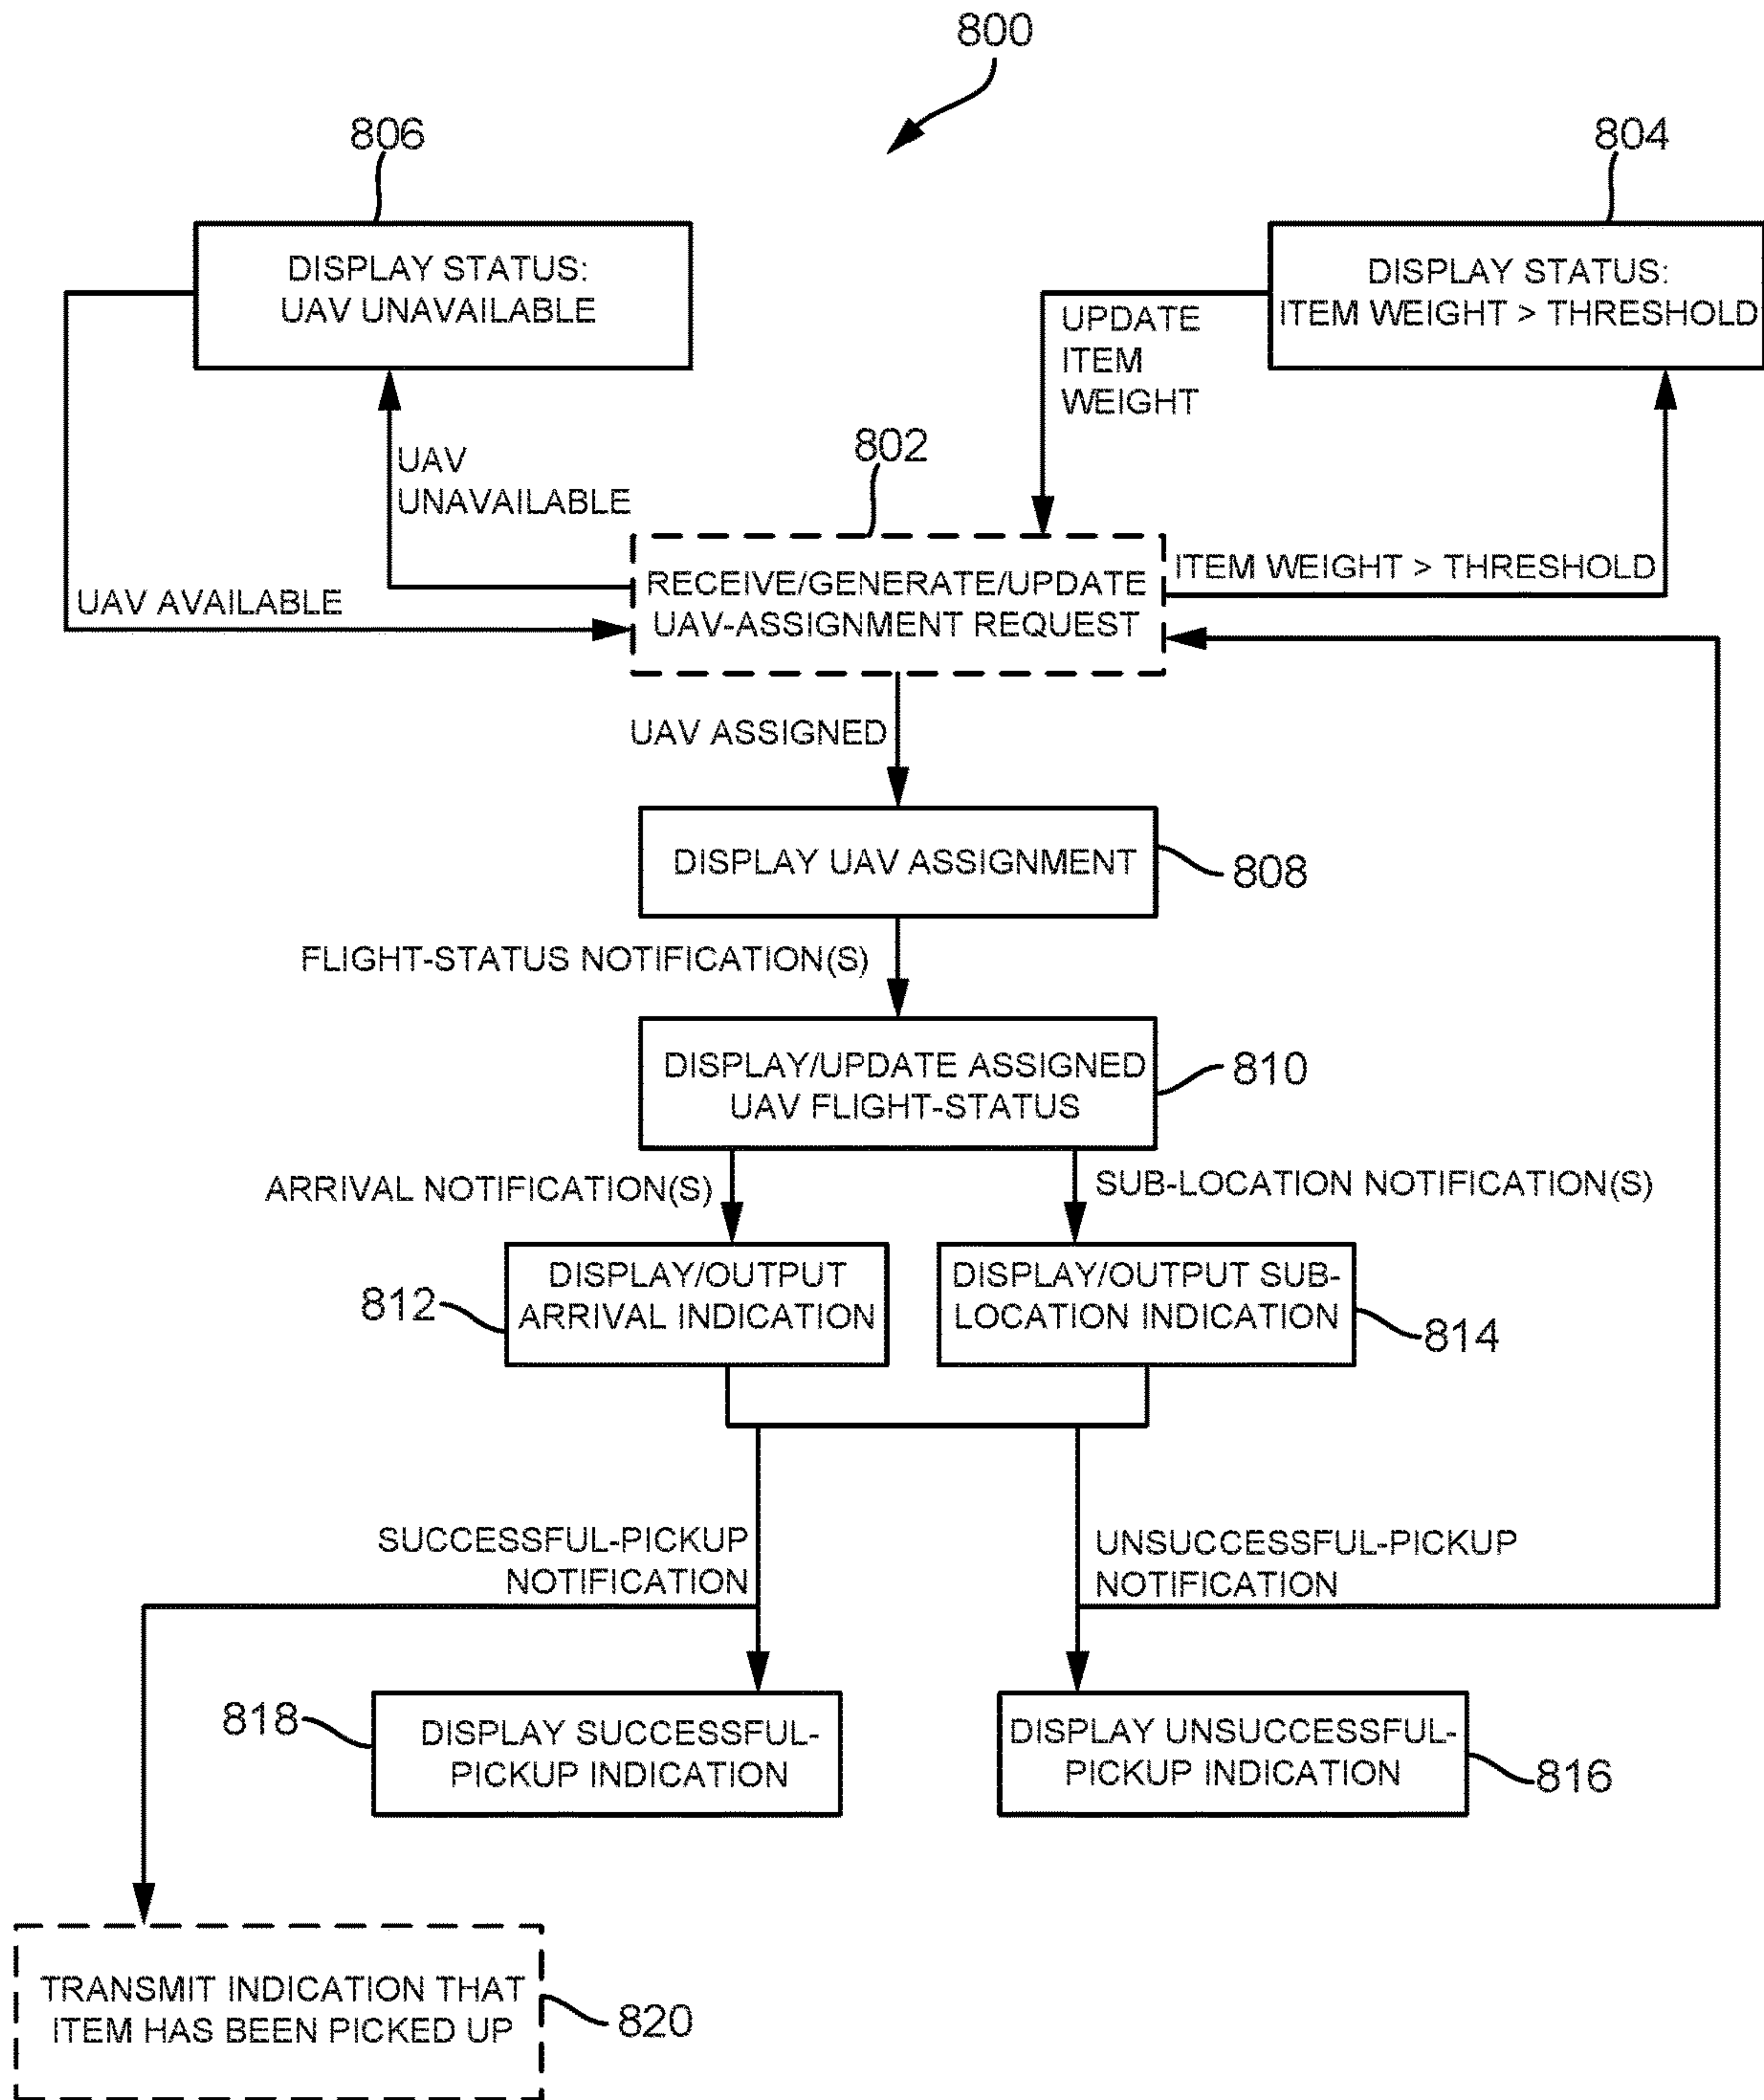 800
806
804
DISPLAY STATUS:
UAV UNAVAILABLE
DISPLAY STATUS:
ITEM WEIGHT > THRESHOLD
UPDATE
ITEM
WEIGHT
UAV
UNAVAILABLE
802
UAV AVAILABLE
RECEIVE/GENERATE/UPDATE
UAV-ASSIGNMENT REQUEST
ITEM WEIGHT > THRESHOLD
UAV ASSIGNED
DISPLAY UAV ASSIGNMENT
808
FLIGHT-STATUS NOTIFICATION(S)
DISPLAY/UPDATE ASSIGNED
UAV FLIGHT-STATUS
810
ARRIVAL NOTIFICATION(S)
SUB-LOCATION NOTIFICATION(S)
812
DISPLAY/OUTPUT
ARRIVAL INDICATION
DISPLAY/OUTPUT SUB-
LOCATION INDICATION
814
SUCCESSFUL-PICKUP
NOTIFICATION
UNSUCCESSFUL-PICKUP
NOTIFICATION
818
DISPLAY SUCCESSFUL-
PICKUP INDICATION
DISPLAY UNSUCCESSFUL-
PICKUP INDICATION
816
TRANSMIT INDICATION THAT
ITEM HAS BEEN PICKED UP
820